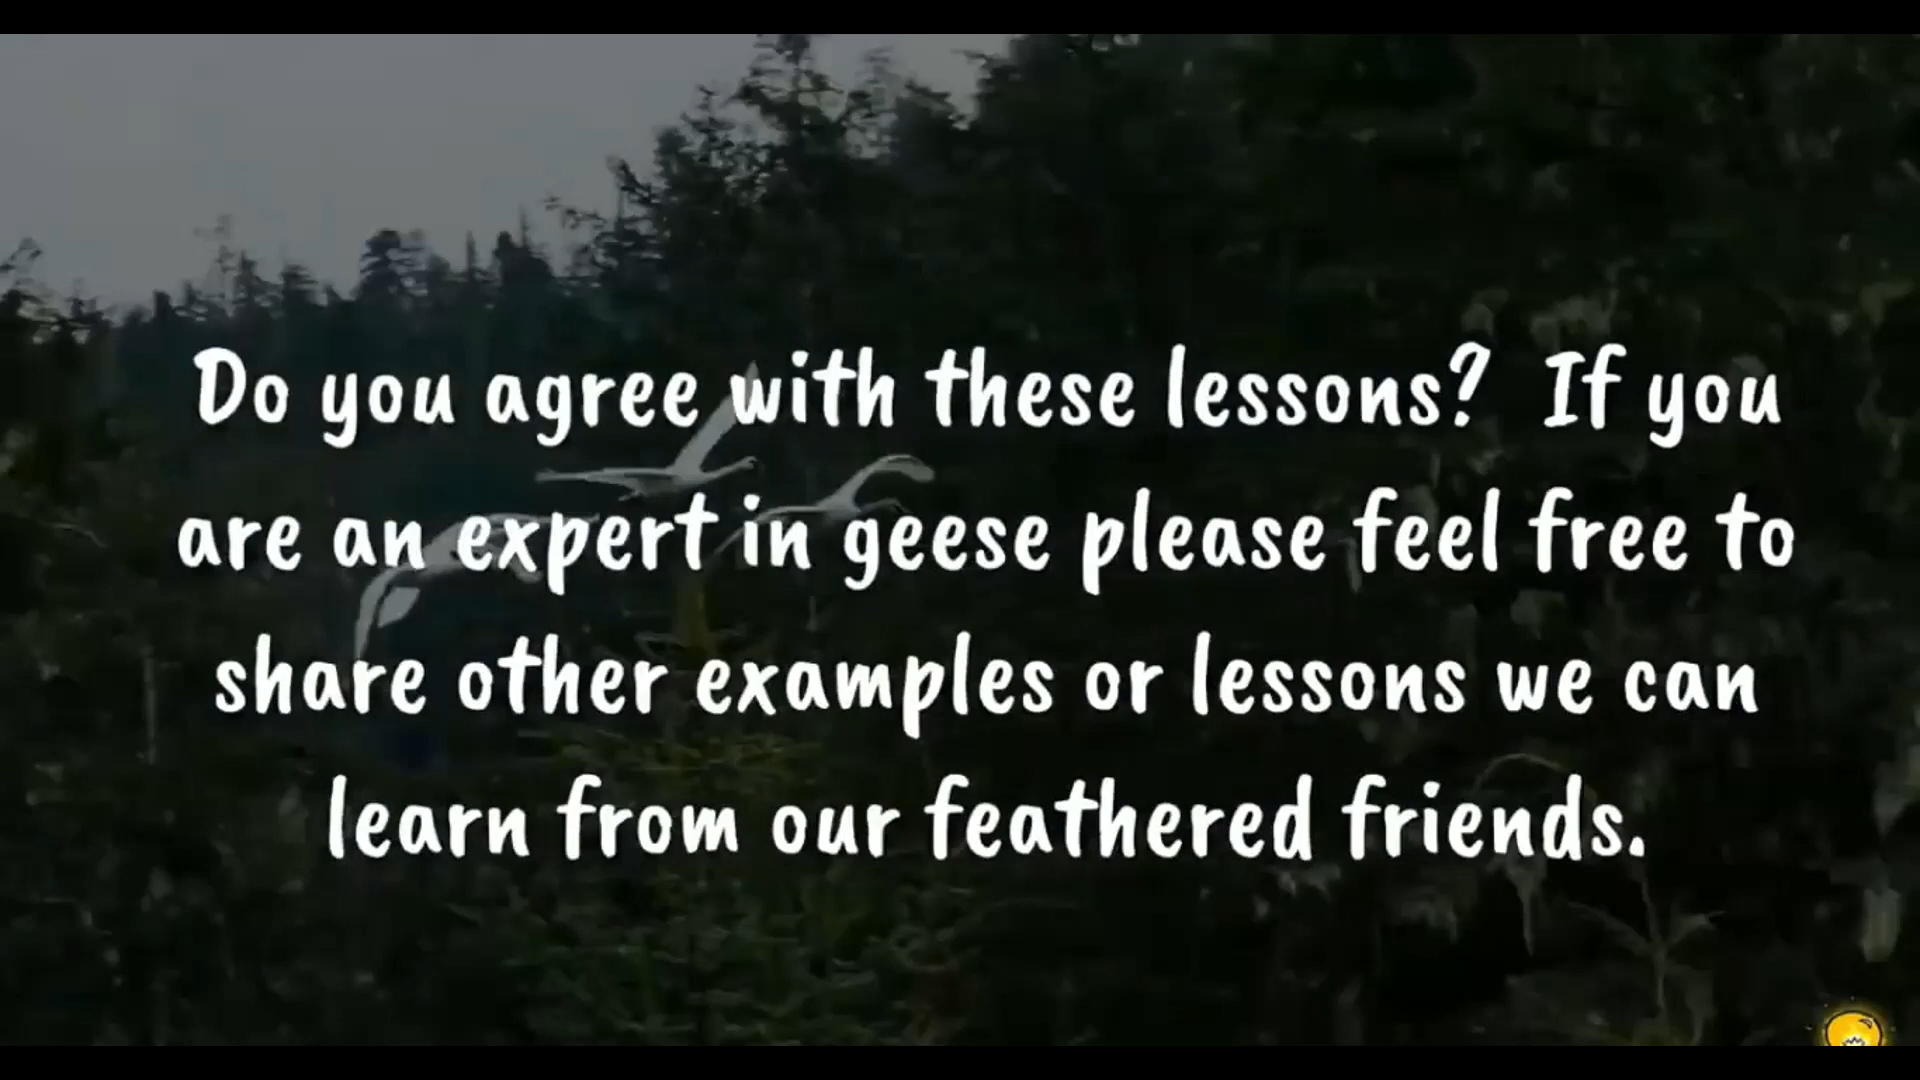 Do you agree with these lessons? If you
are an expert in geese please feel free to
share other examples or lessons we can
learn from our feathered friends.